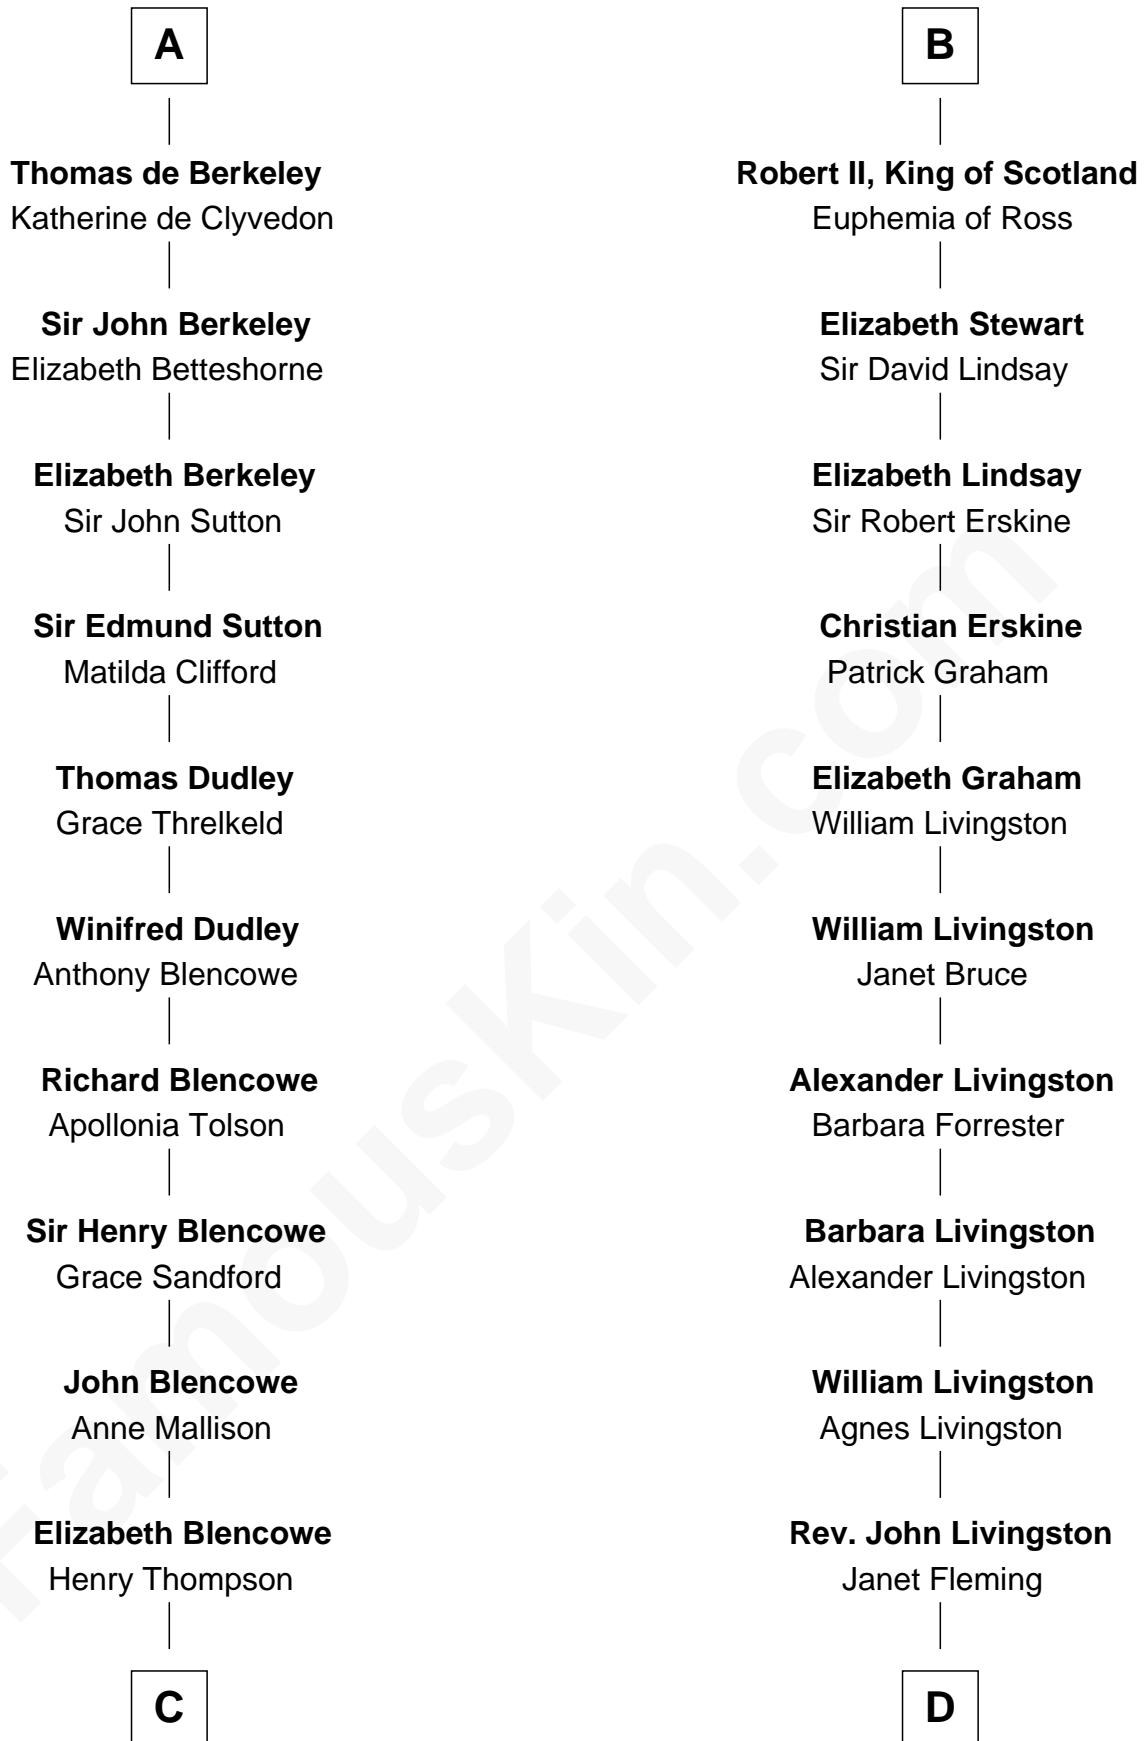 A
Thomas de Berkeley
Katherine de Clyvedon
Sir John Berkeley
Elizabeth Betteshorne
Elizabeth Berkeley
Sir John Sutton
Sir Edmund Sutton
Matilda Clifford
Thomas Dudley
Grace Threlkeld
Winifred Dudley
Anthony Blencowe
Richard Blencowe
Apollonia Tolson
Sir Henry Blencowe
Grace Sandford
John Blencowe
Anne Mallison
Elizabeth Blencowe
Henry Thompson
C
B
Robert II, King of Scotland
Euphemia of Ross
Elizabeth Stewart
Sir David Lindsay
Elizabeth Lindsay
Sir Robert Erskine
Christian Erskine
Patrick Graham
Elizabeth Graham
William Livingston
William Livingston
Janet Bruce
Alexander Livingston
Barbara Forrester
Barbara Livingston
Alexander Livingston
William Livingston
Agnes Livingston
Rev. John Livingston
Janet Fleming
D
FamousKin.com